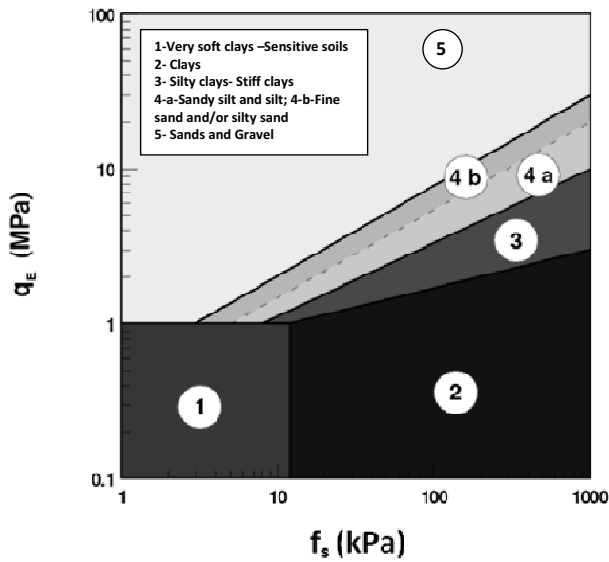 100
1-Very soft clays –Sensitive soils
2- Clays
3- Silty clays- Stiff clays
4-a-Sandy silt and silt; 4-b-Fine
sand and/or silty sand
5- Sands and Gravel
5
10
4 b
4 a
3
qE (MPa)
1
1
2
0.1
1
10
100
1000
fs (kPa)